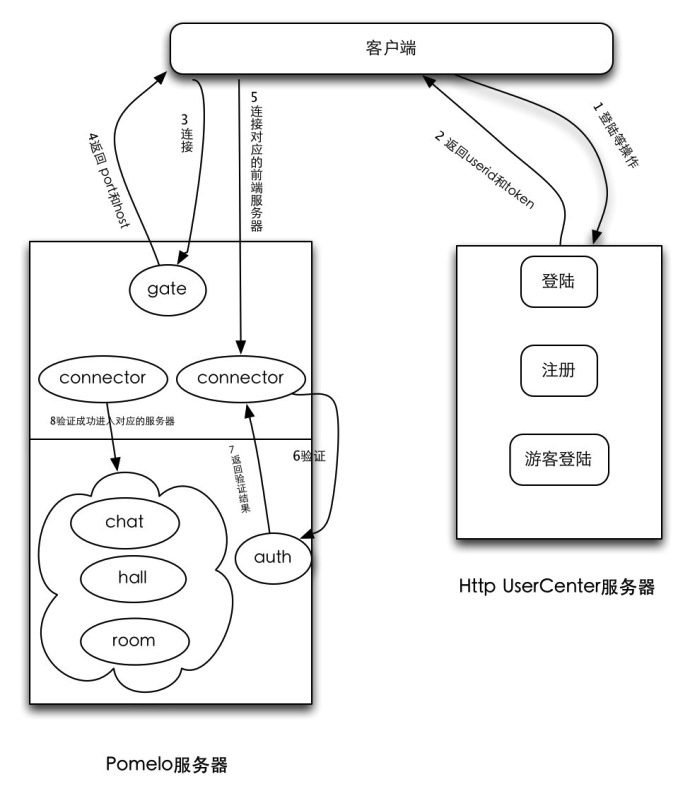 客户端
1 登陆等操作
2 返回userid和token
3
连接
4返回 port和host
5
连接对应的前端服务器
gate
connector
connector
8验证成功进入对应的服务器
7
返回验证结果
6验证
chat
hall
room
auth
Pomelo服务器
登陆
注册
游客登陆
Http UserCenter服务器